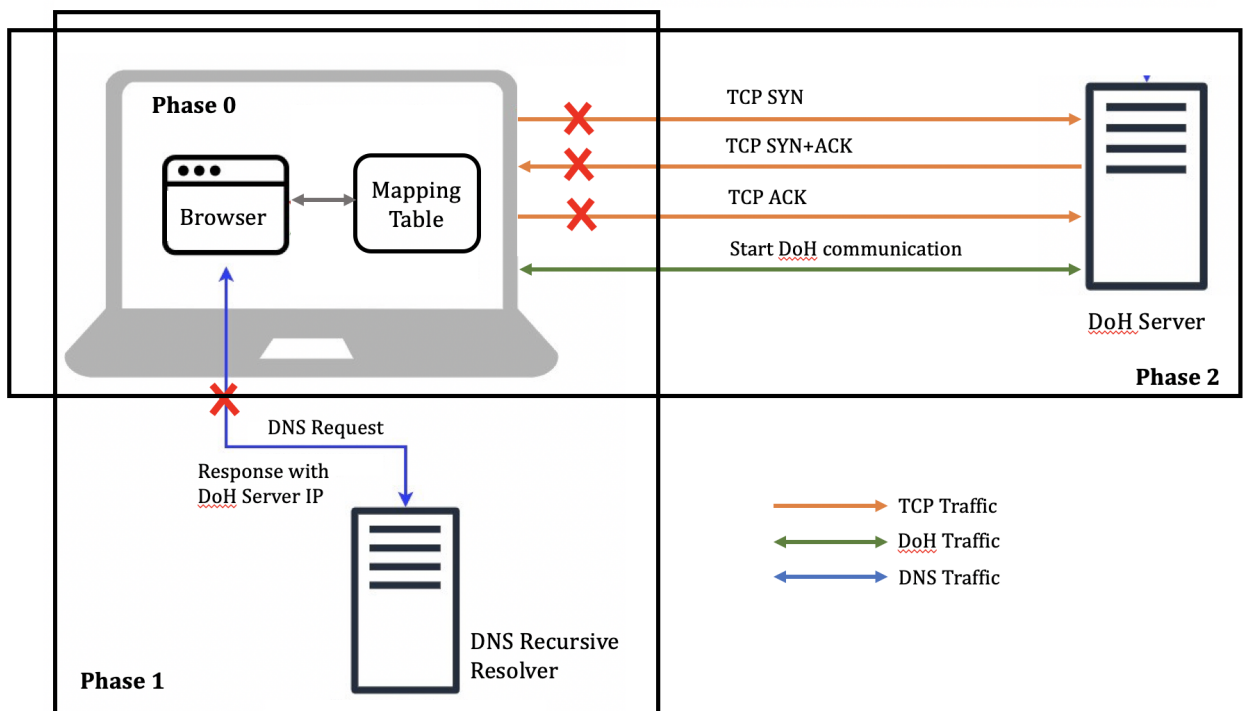 Phase 0
Browser
Mapping
Table
TCP SYN
TCP SYN+ACK
TCP ACK
Start DoH communication
DoH Server
Phase 2
DNS Request
Response with
DoH Server IP
DNS Recursive
Resolver
Phase 1
TCP Traffic
DoH Traffic
DNS Traffic